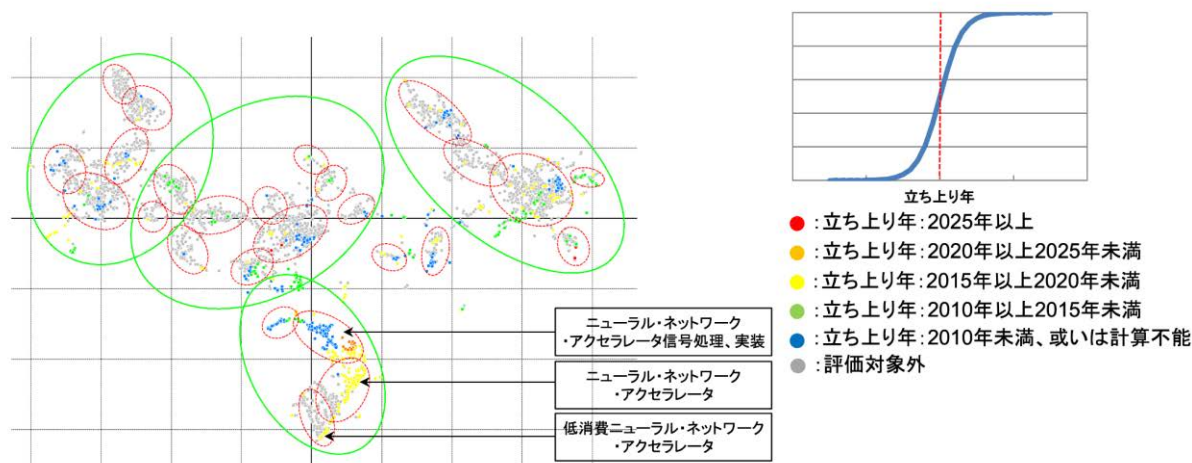 立ち上り年
：立ち上り年：2025年以上
：立ち上り年：2020年以上2025年未満
：立ち上り年：2015年以上2020年未満
：立ち上り年：2010年以上2015年未満
：立ち上り年：2010年未満、或いは計算不能
：評価対象外
ニューラル・ネットワーク
・アクセラレータ信号処理、実装
ニューラル・ネットワーク
・アクセラレータ
低消費ニューラル・ネットワーク
・アクセラレータ